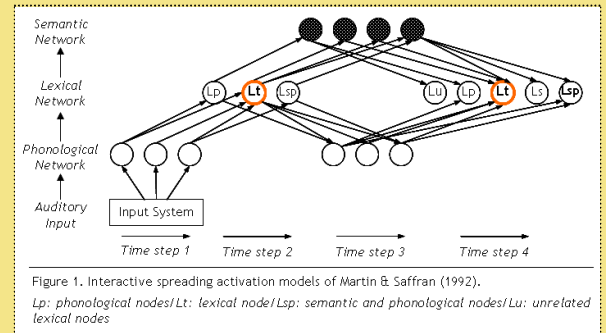 Semantic
Network
Lexical
Network
Phonological
Network
Auditory
Input
Lp Lt Lsp Lu Lp Lt Ls Lsp
Input System
Time step 1 Time step 2 Time step 3 Time step 4
Figure 1. Interactive spreading activation models of Martin & Saffran (1992).
Lp: phonological nodes/Lt: lexical node/Lsp: semantic and phonological nodes/Lu: unrelated
lexical nodes